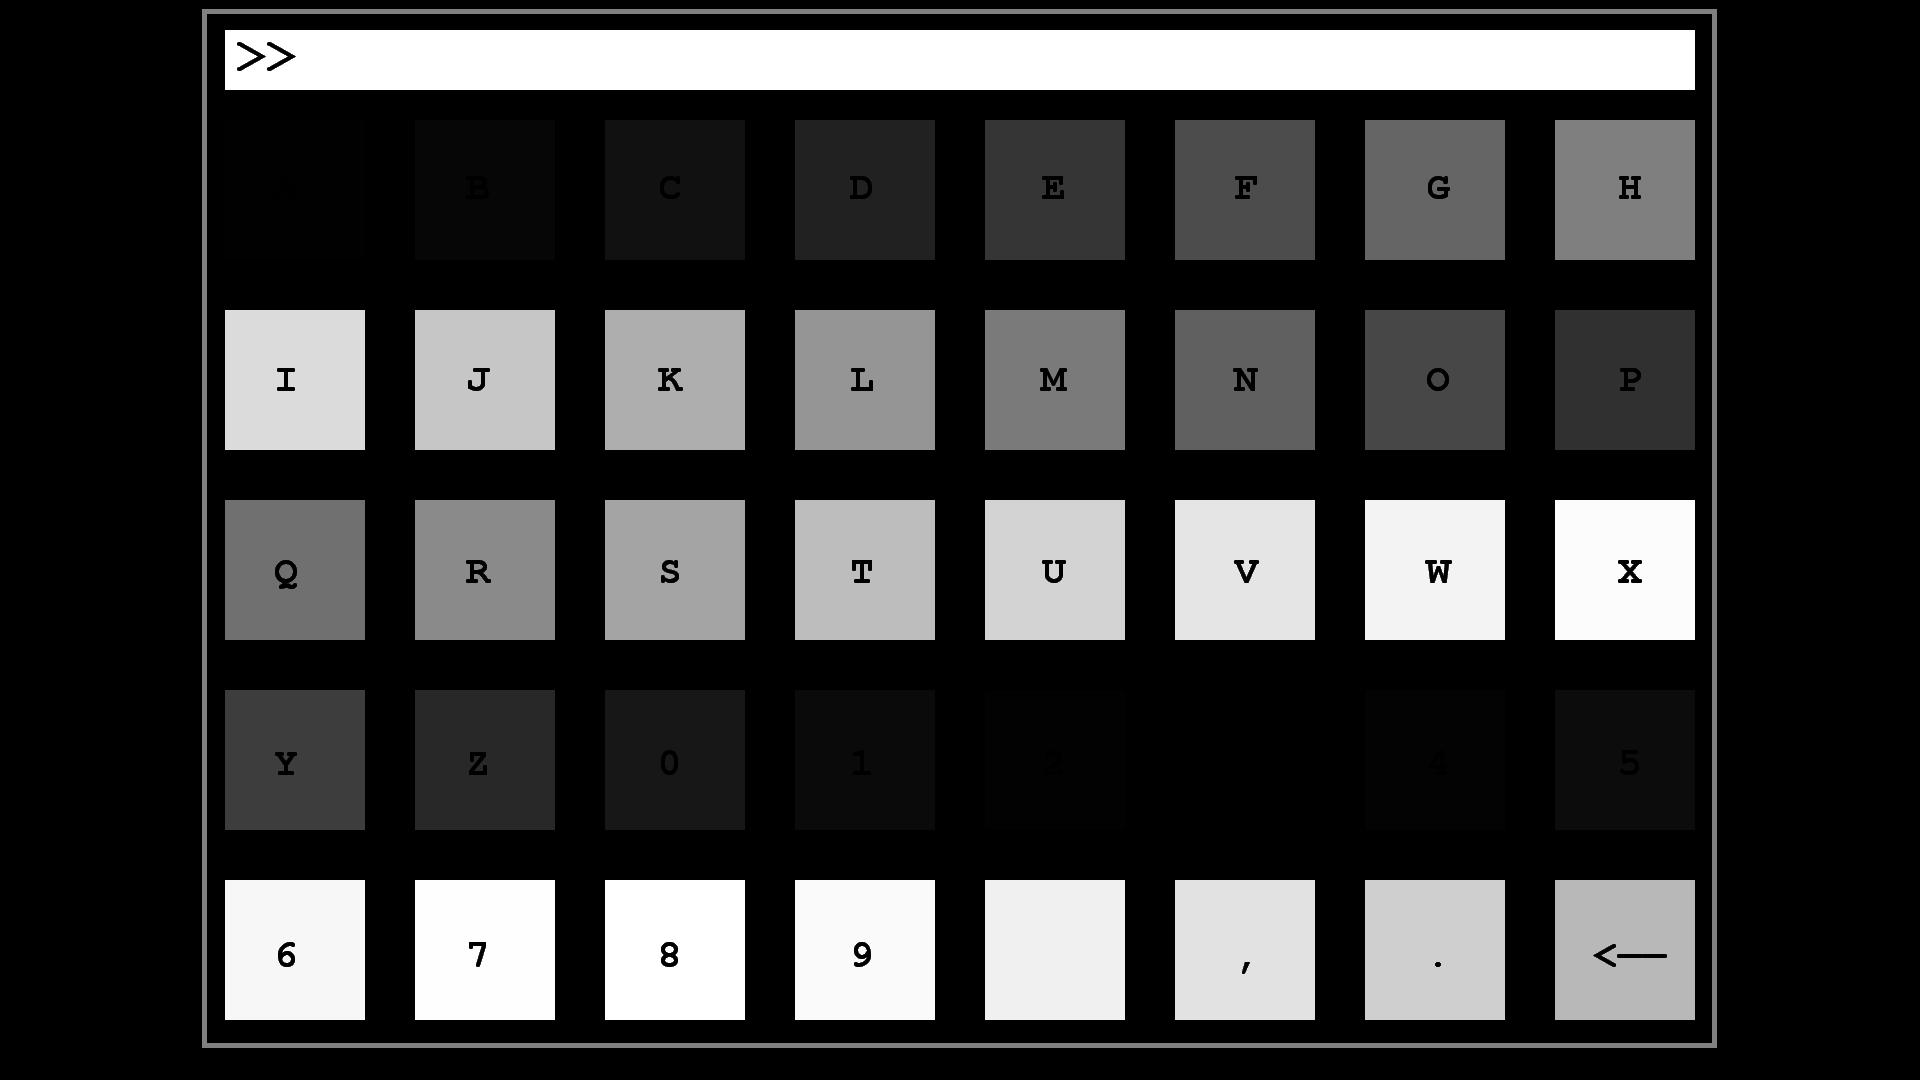 >>
A B C D E F G H
I J K L M N O P
Q R S T U V W X
Y Z 0 1 2 4 5
6 7 8 9 , . <—